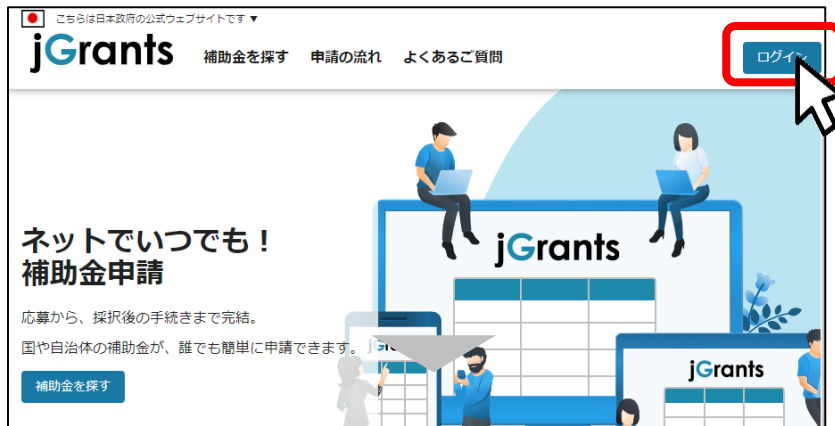 こちらは日本政府の公式ウェブサイトです ▼
jGrants 補助金を探す 申請の流れ よくあるご質問 ログイン
ネットでいつでも！
補助金申請
jGrants
応募から、採択後の手続きまで完結。
国や自治体の補助金が、誰でも簡単に申請できます。
補助金を探す
jGrants